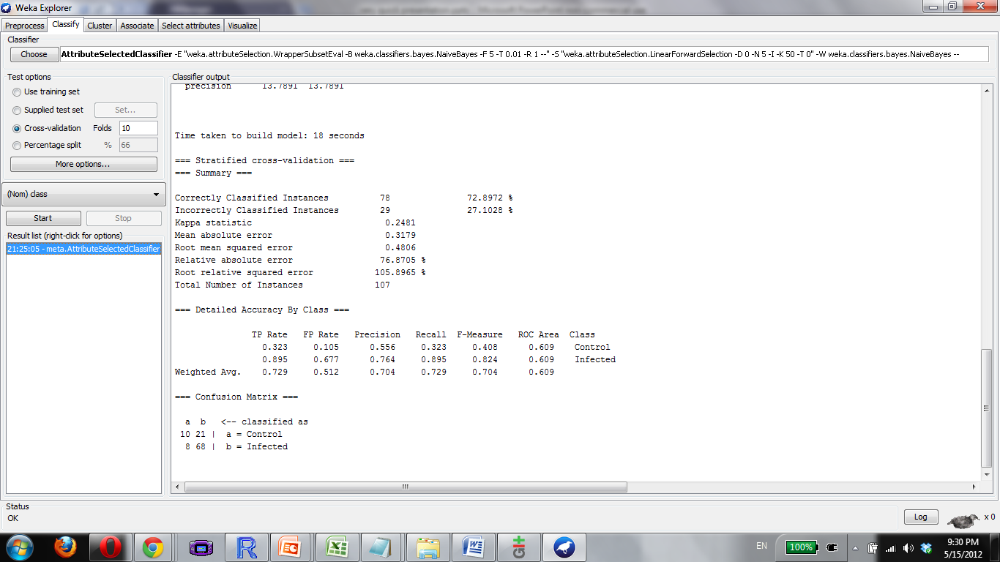 Weka Explorer
Preprocess Classify Cluster Associate Select attributes Visualize
Classifier
Choose AttributeSelectedClassifier -E "weka.attributeSelection.WrapperSubsetEval -B weka.classifiers.bayes.NaiveBayes -F 5 -T 0.01 -R 1 --" -S "weka.attributeSelection.LinearForwardSelection -D 0 -N 5 -I -K 50 -T 0" -W weka.classifiers.bayes.NaiveBayes --
Test options
Use training set
Supplied test set Set...
Cross-validation Folds 10
Percentage split % 66
More options...
(Nom) class
Start Stop
Result list (right-click for options)
21:25:05 - meta.AttributeSelectedClassifier
Classifier output
precision 13.7891 13.7891
Time taken to build model: 18 seconds
=== Stratified cross-validation ===
=== Summary ===
Correctly Classified Instances 78 72.8972 %
Incorrectly Classified Instances 29 27.1028 %
Kappa statistic 0.2481
Mean absolute error 0.3179
Root mean squared error 0.4806
Relative absolute error 76.8705 %
Root relative squared error 105.8965 %
Total Number of Instances 107
=== Detailed Accuracy By Class ===
TP Rate FP Rate Precision Recall F-Measure ROC Area Class
0.323 0.105 0.556 0.323 0.408 0.609 Control
0.895 0.677 0.764 0.895 0.824 0.609 Infected
Weighted Avg. 0.729 0.512 0.704 0.729 0.704 0.609
=== Confusion Matrix ===
a b <-- classified as
10 21 | a = Control
8 68 | b = Infected
Status
OK
Log x 0
EN 100% 9:30 PM
5/15/2012